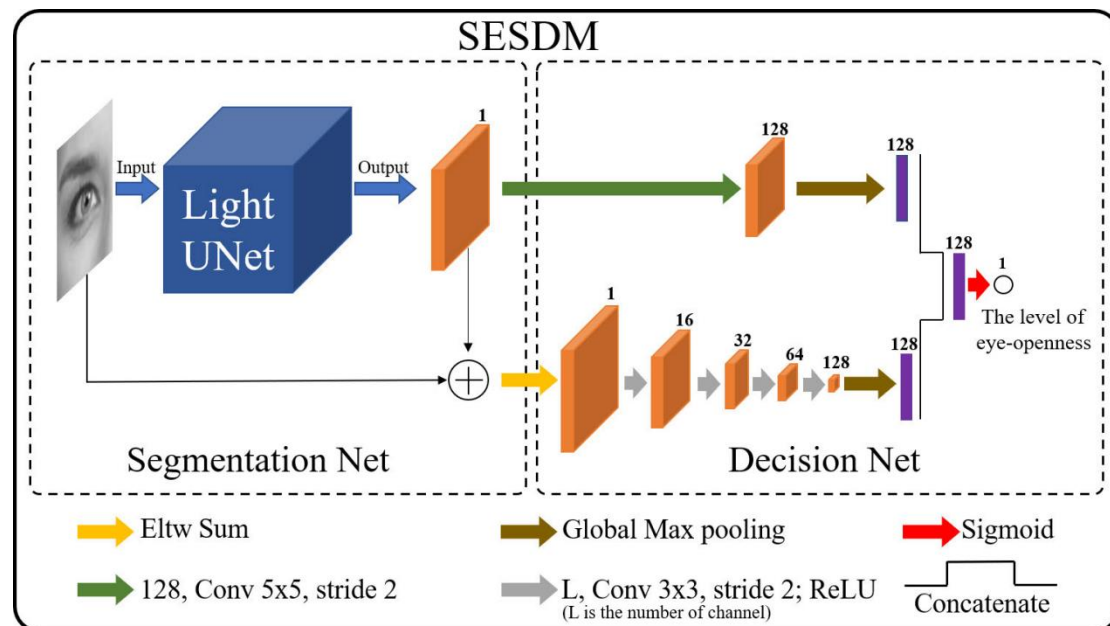 SESDM
1
128
128
Input
Output
Light
UNet
128
1
1
16
32
64
128
128
The level of
eye-openness
Segmentation Net
Decision Net
Eltw Sum
Global Max pooling
Sigmoid
128, Conv 5x5, stride 2
L, Conv 3x3, stride 2; ReLU
(L is the number of channel)
Concatenate